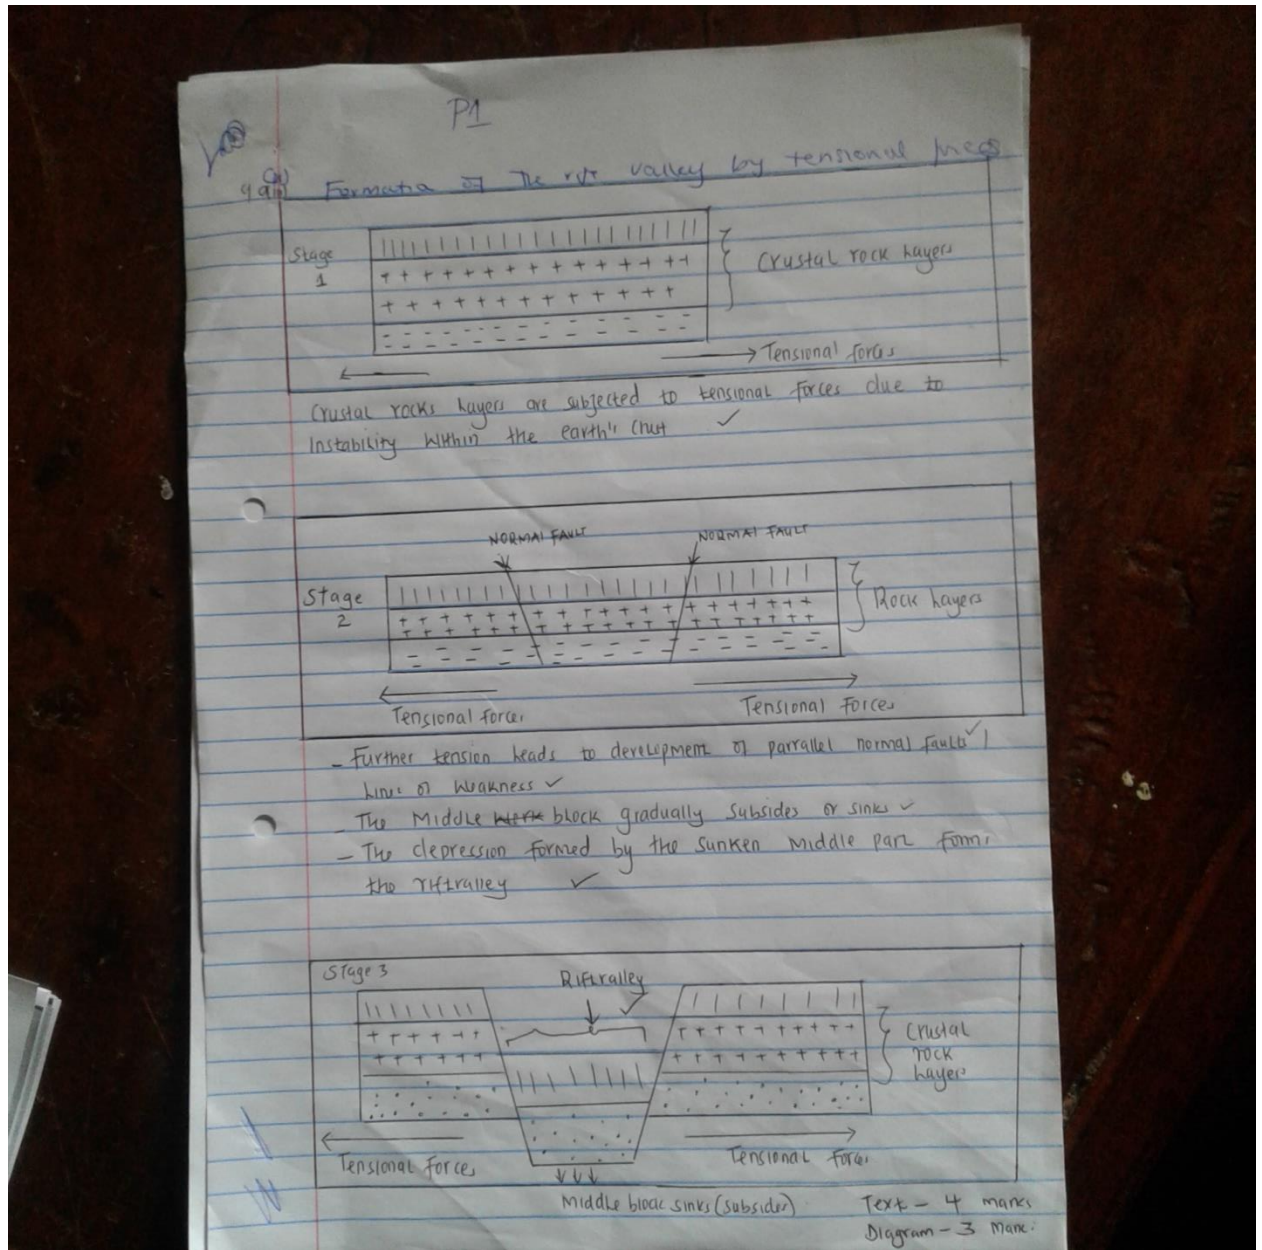 P1
Formatia of The rift valley by tensional
Stage
1
Crustal rock Layers
Tensional forces
Crustal rocks Layers are subjected to tensional forces due to
Instability within the earth's Crust
NORMAl FAULT
NORMAl FAULT
Stage
2
Rock Layers
Tensional forces
Tensional forces
- Further tension Leads to development of parrallel normal faults /
Lines of weakness
- The Middle block gradually subsides or sinks
- The depression formed by the sunken Middle part forms
the riftvalley
Stage 3
Riftvalley
Crustal
rock
Layers
Tensional forces
Tensional forces
Middle block sinks (subsides)
Text - 4 marks
Diagram - 3 Mark.